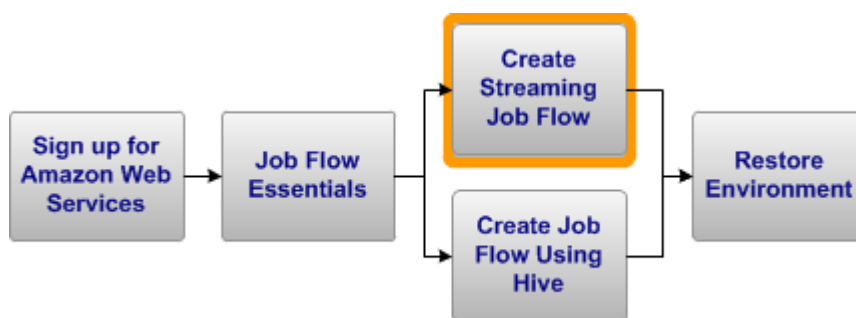 Sign up for
Amazon Web
Services
Job Flow
Essentials
Create
Streaming
Job Flow
Create Job
Flow Using
Hive
Restore
Environment